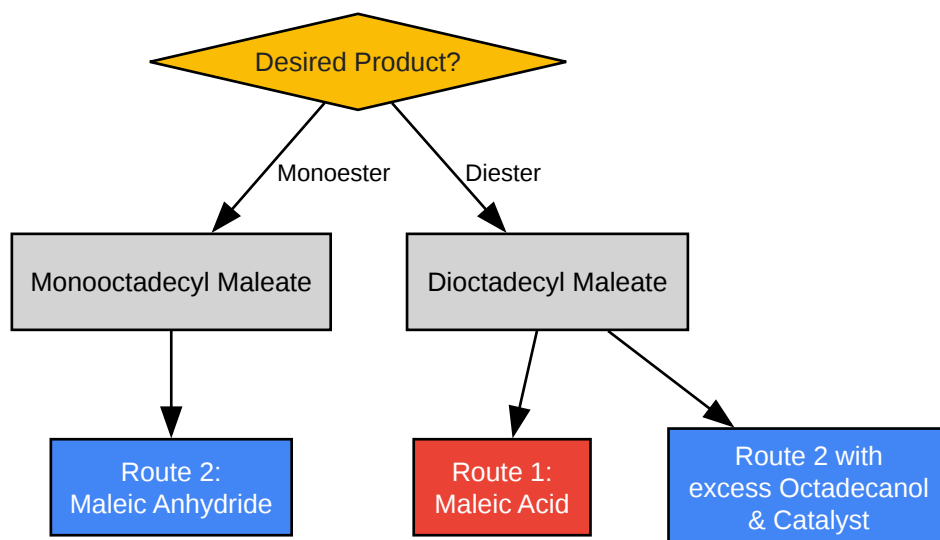 Desired Product?
Monoester
Diester
Monooctadecyl Maleate
Dioctadecyl Maleate
Route 2:
Maleic Anhydride
Route 1:
Maleic Acid
Route 2 with
excess Octadecanol
& Catalyst